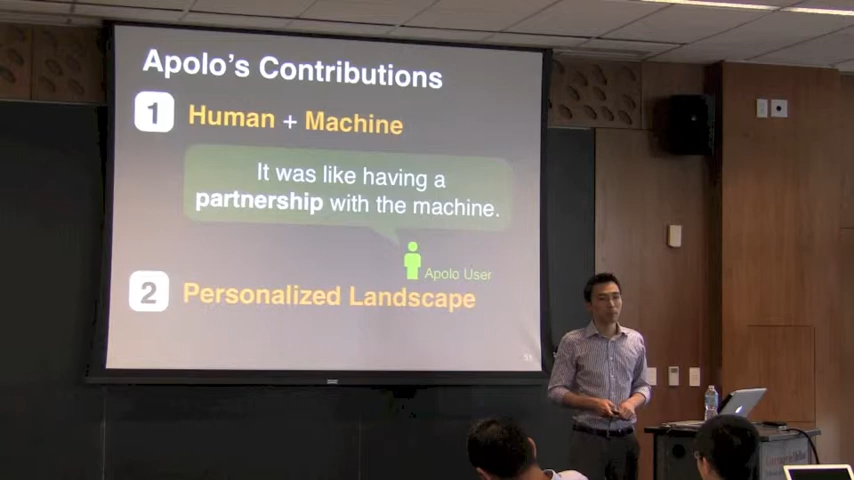 Apolo's Contributions
1 Human + Machine
It was like having a
partnership with the machine.
Apolo User
2 Personalized Landscape